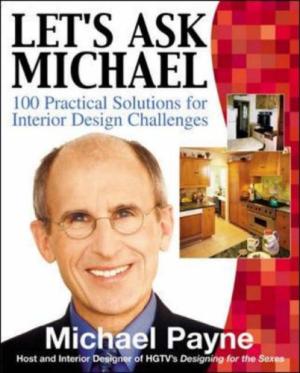 LET'S ASK
MICHAEL
100 Practical Solutions for
Interior Design Challenges
Michael Payne
Host and Interior Designer of HGTV's Designing for the Sexes